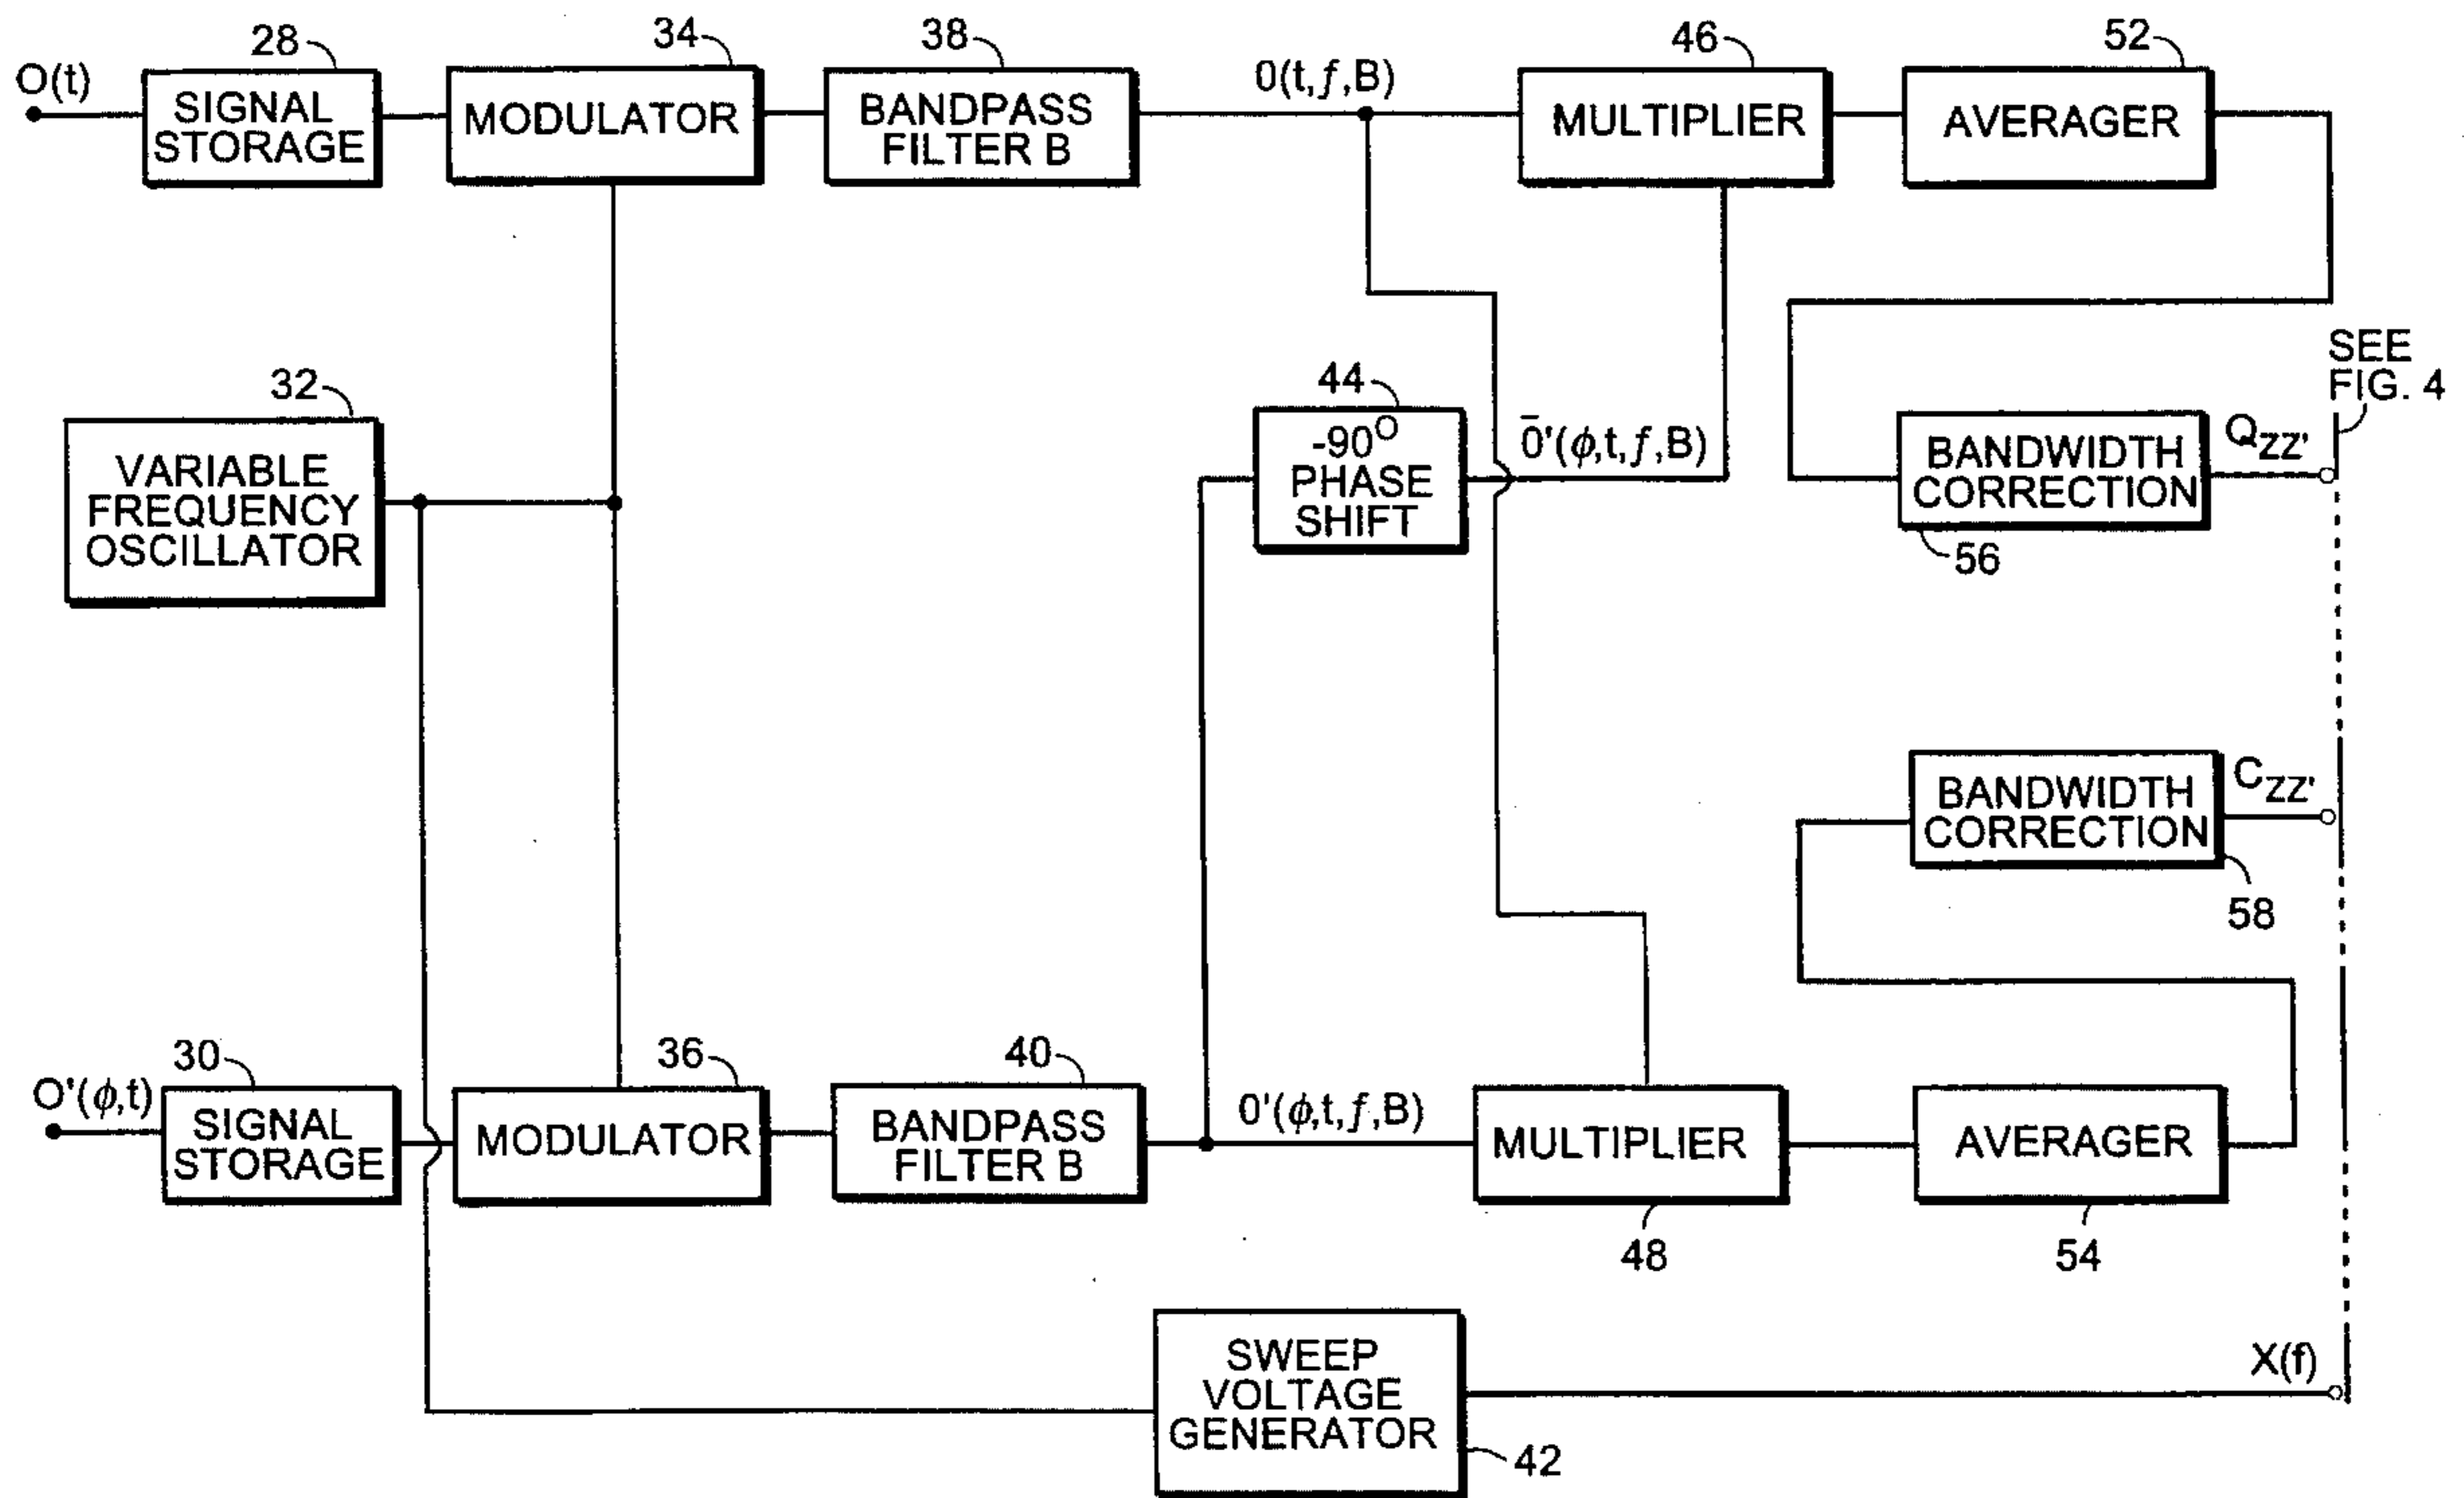 28
34
38
46
52
O(t)
SIGNAL
STORAGE
MODULATOR
BANDPASS
FILTER B
0(t,f,B)
MULTIPLIER
AVERAGER
SEE
FIG. 4
32
VARIABLE
FREQUENCY
OSCILLATOR
44
-90°
PHASE
SHIFT
0̄'(ϕ,t,f,B)
BANDWIDTH
CORRECTION
Qzz'
56
BANDWIDTH
CORRECTION
Czz'
58
30
36
40
O'(ϕ,t)
SIGNAL
STORAGE
MODULATOR
BANDPASS
FILTER B
0'(ϕ,t,f,B)
MULTIPLIER
AVERAGER
48
54
SWEEP
VOLTAGE
GENERATOR
X(f)
42